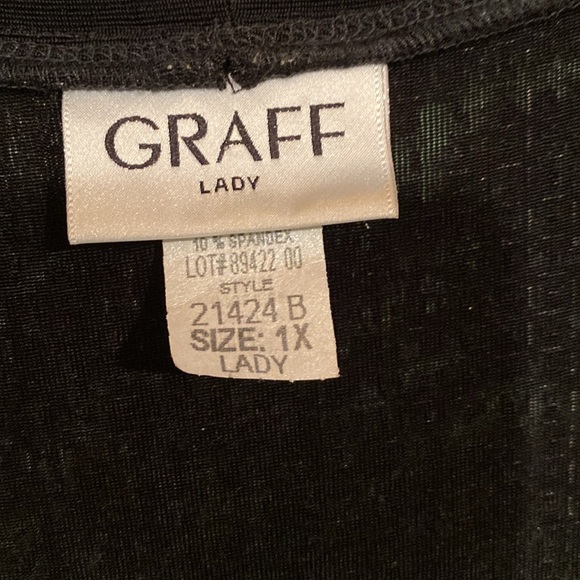 GRAFF
LADY
10 % SPANDEX
LOT#89422 00
STYLE
21424 B
SIZE: 1X
LADY